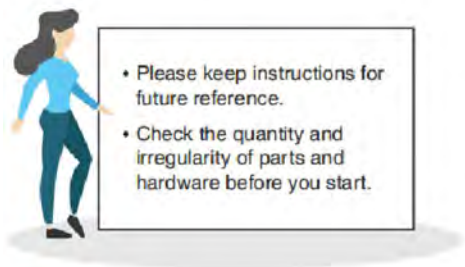 • Please keep instructions for
future reference.
• Check the quantity and
irregularity of parts and
hardware before you start.